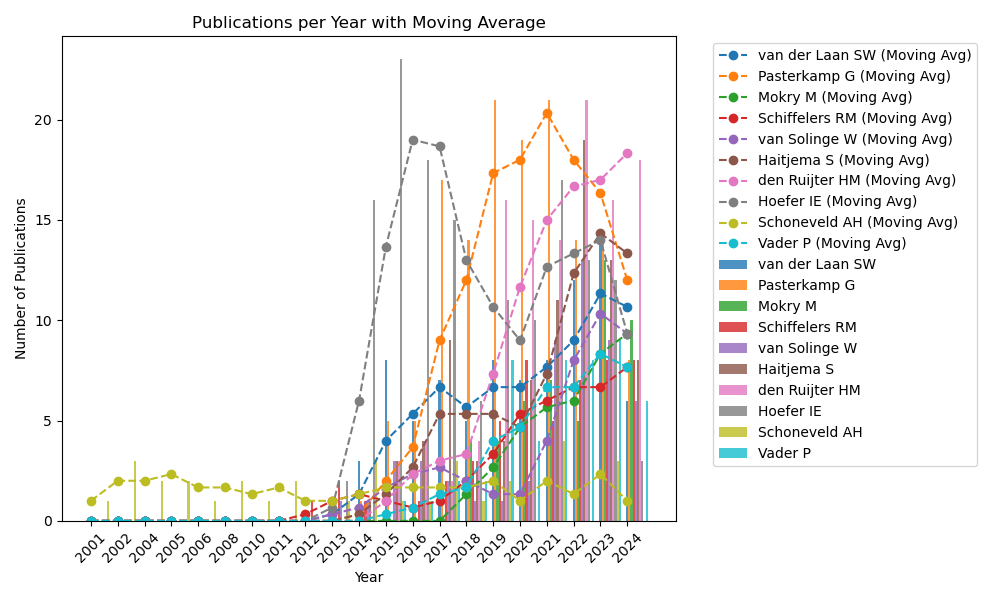 Publications per Year with Moving Average
Number of Publications
20
15
10
5
0
2001
2002
2004
2005
2006
2008
2010
2011
2012
2013
2014
2015
2016
2017
2018
2019
2020
2021
2022
2023
2024
Year
van der Laan SW (Moving Avg)
Pasterkamp G (Moving Avg)
Mokry M (Moving Avg)
Schiffelers RM (Moving Avg)
van Solinge W (Moving Avg)
Haitjema S (Moving Avg)
den Ruijter HM (Moving Avg)
Hoefer IE (Moving Avg)
Schoneveld AH (Moving Avg)
Vader P (Moving Avg)
van der Laan SW
Pasterkamp G
Mokry M
Schiffelers RM
van Solinge W
Haitjema S
den Ruijter HM
Hoefer IE
Schoneveld AH
Vader P